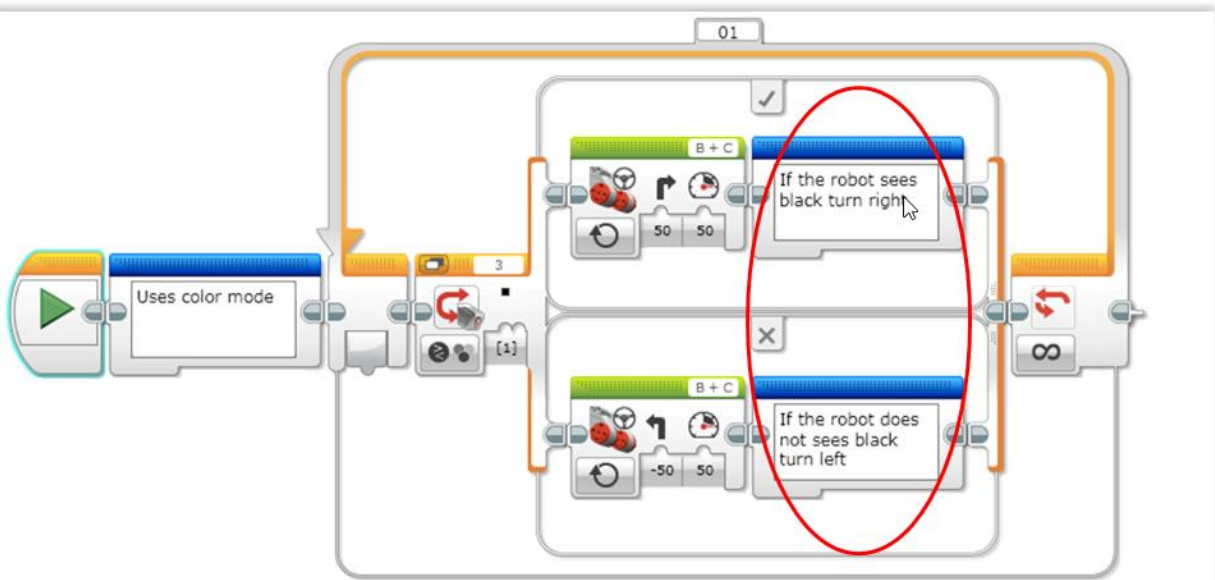 01
B + C
If the robot sees
black turn right
50 50
3
Uses color mode
[1]
B + C
If the robot does
not sees black
turn left
-50 50